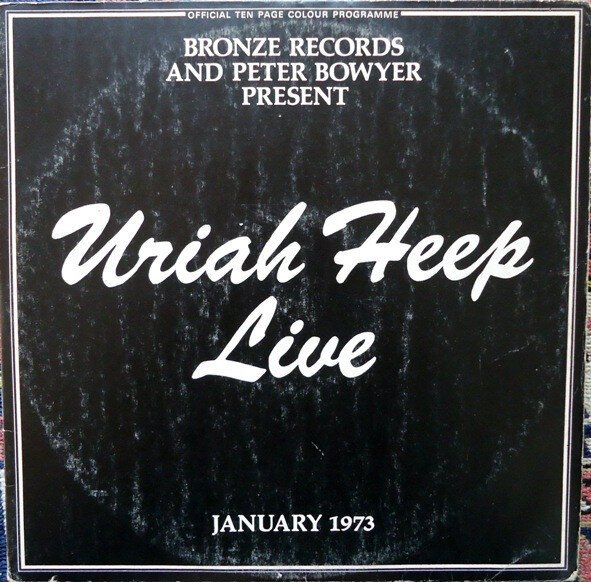 OFFICIAL TEN PAGE COLOUR PROGRAMME
BRONZE RECORDS
AND PETER BOWYER
PRESENT
Uriah Heep
Live
JANUARY 1973